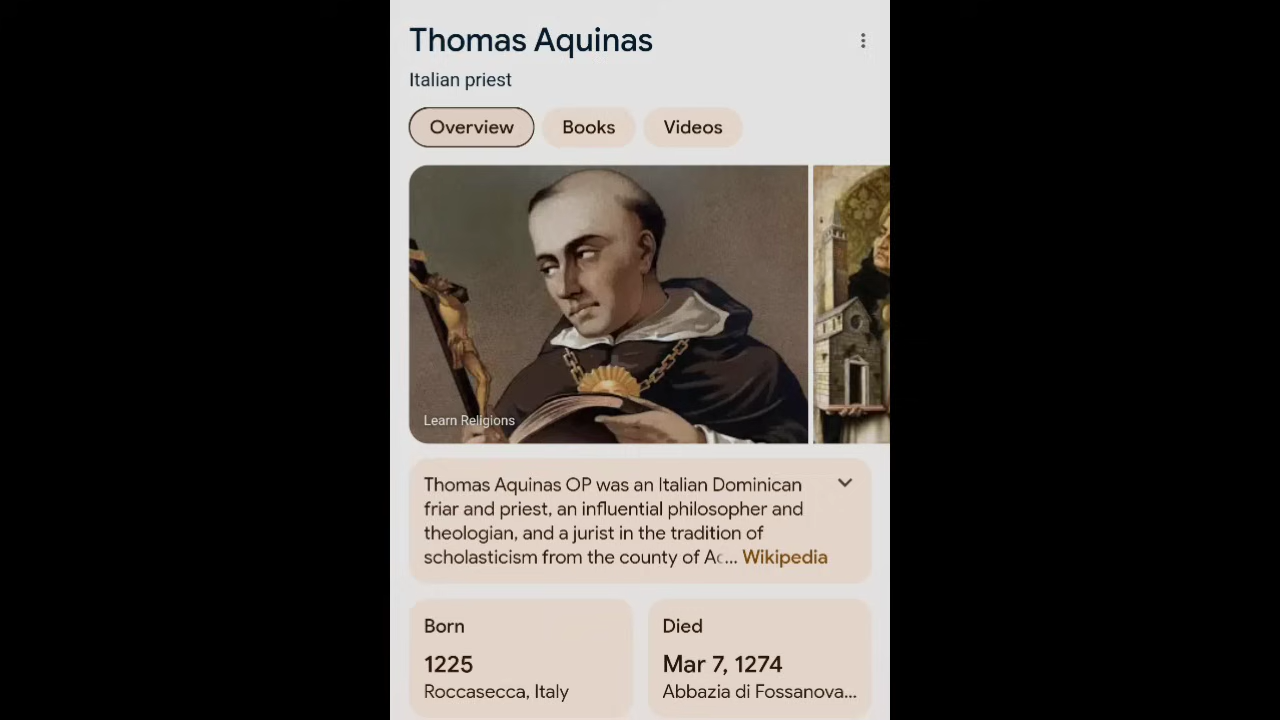 Thomas Aquinas
Italian priest
Overview Books Videos
Learn Religions
Thomas Aquinas OP was an Italian Dominican
friar and priest, an influential philosopher and
theologian, and a jurist in the tradition of
scholasticism from the county of Ac... Wikipedia
Born
1225
Roccasecca, Italy
Died
Mar 7, 1274
Abbazia di Fossanova...